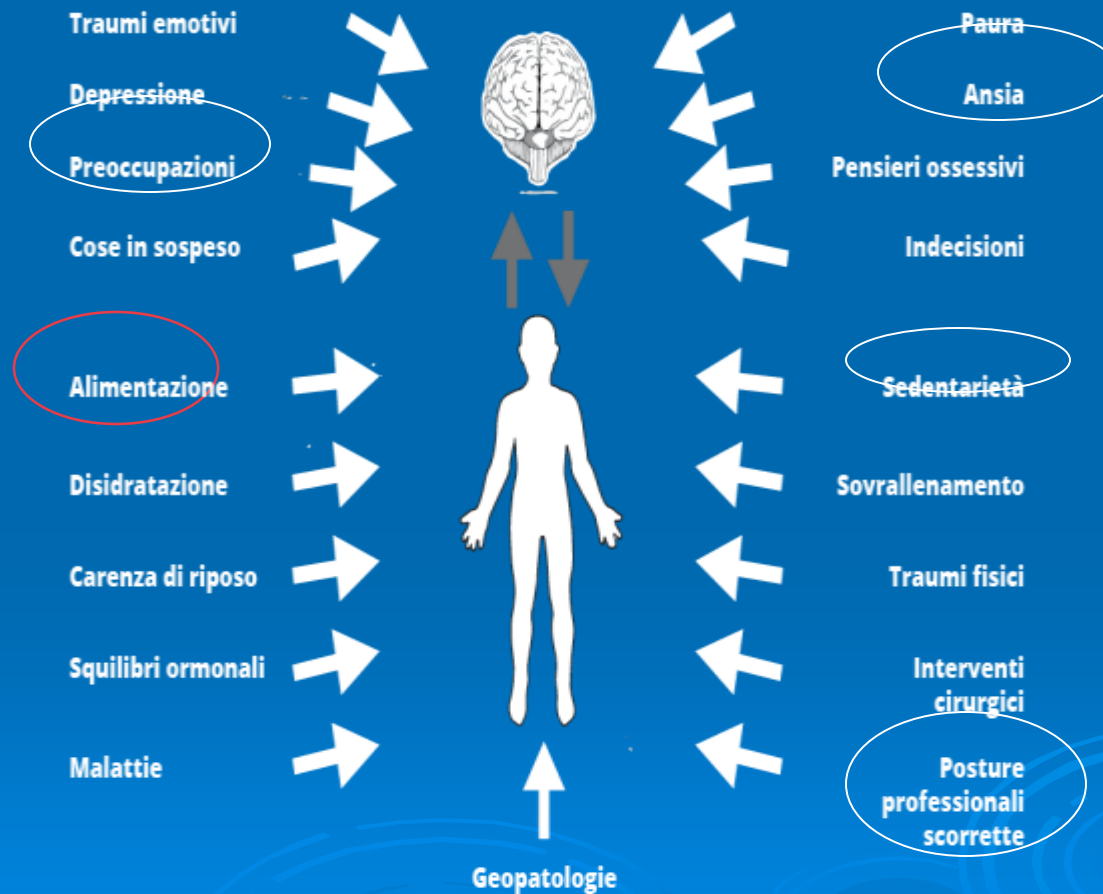 Traumi emotivi
Paura
Depressione
Ansia
Preoccupazioni
Pensieri ossessivi
Cose in sospeso
Indecisioni
Alimentazione
Sedentarietà
Disidratazione
Sovrallenamento
Carenza di riposo
Traumi fisici
Squilibri ormonali
Interventi
cirurgici
Malattie
Posture
professionali
scorrette
Geopatologie